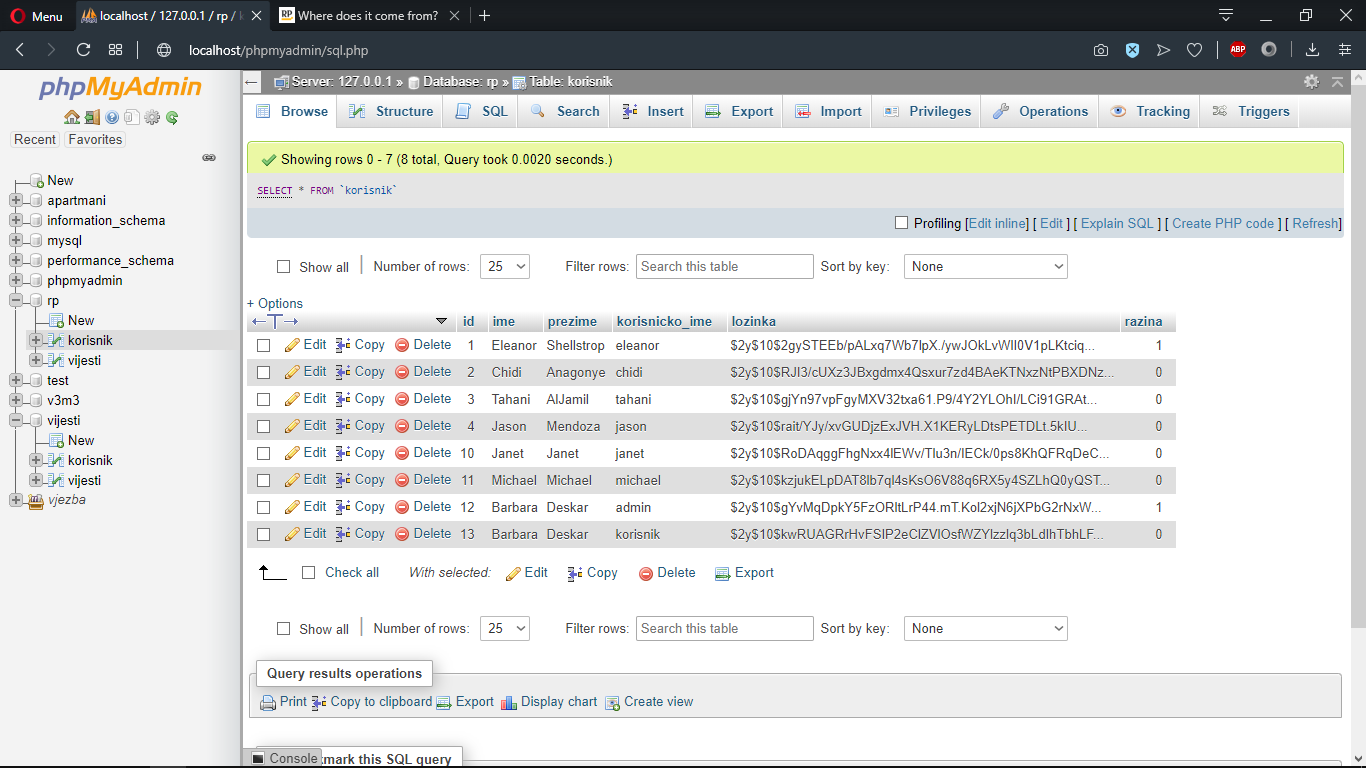 Menu
localhost / 127.0.0.1 / rp / k
Where does it come from?
localhost/phpmyadmin/sql.php
ABP
phpMyAdmin
Recent Favorites
New
apartmani
information_schema
mysql
performance_schema
phpmyadmin
rp
New
korisnik
vijesti
test
v3m3
vijesti
New
korisnik
vijesti
vjezba
Server: 127.0.0.1 » Database: rp » Table: korisnik
Browse Structure SQL Search Insert Export Import Privileges Operations Tracking Triggers
Showing rows 0 - 7 (8 total, Query took 0.0020 seconds.)
SELECT * FROM `korisnik`
Profiling [Edit inline] [ Edit ] [ Explain SQL ] [ Create PHP code ] [ Refresh]
Show all Number of rows: 25 Filter rows: Search this table Sort by key: None
+ Options
id ime prezime korisnicko_ime lozinka razina
Edit Copy Delete 1 Eleanor Shellstrop eleanor $2y$10$2gySTEEb/pALxq7Wb7lpX./ywJOkLvWlI0V1pLKtciq... 1
Edit Copy Delete 2 Chidi Anagonye chidi $2y$10$RJI3/cUXz3JBxgdmx4Qsxur7zd4BAeKTNxzNtPBXDNz... 0
Edit Copy Delete 3 Tahani AlJamil tahani $2y$10$gjYn97vpFgyMXV32txa61.P9/4Y2YLOhI/LCi91GRAt... 0
Edit Copy Delete 4 Jason Mendoza jason $2y$10$rait/YJy/xvGUDjzExJVH.X1KERyLDtsPETDLt.5kIU... 0
Edit Copy Delete 10 Janet Janet janet $2y$10$RoDAqggFhgNxx4lEWv/TIu3n/IECk/0ps8KhQFRqDeC... 0
Edit Copy Delete 11 Michael Michael michael $2y$10$kzjukELpDAT8lb7ql4sKsO6V88q6RX5y4SZLhQ0yQST... 0
Edit Copy Delete 12 Barbara Deskar admin $2y$10$gYvMqDpkY5FzORltLrP44.mT.Kol2xjN6jXPbG2rNxW... 1
Edit Copy Delete 13 Barbara Deskar korisnik $2y$10$kwRUAGRrHvFSIP2eClZVlOsfWZYlzzIq3bLdIhTbhLF... 0
Check all With selected: Edit Copy Delete Export
Show all Number of rows: 25 Filter rows: Search this table Sort by key: None
Query results operations
Print Copy to clipboard Export Display chart Create view
Console mark this SQL query